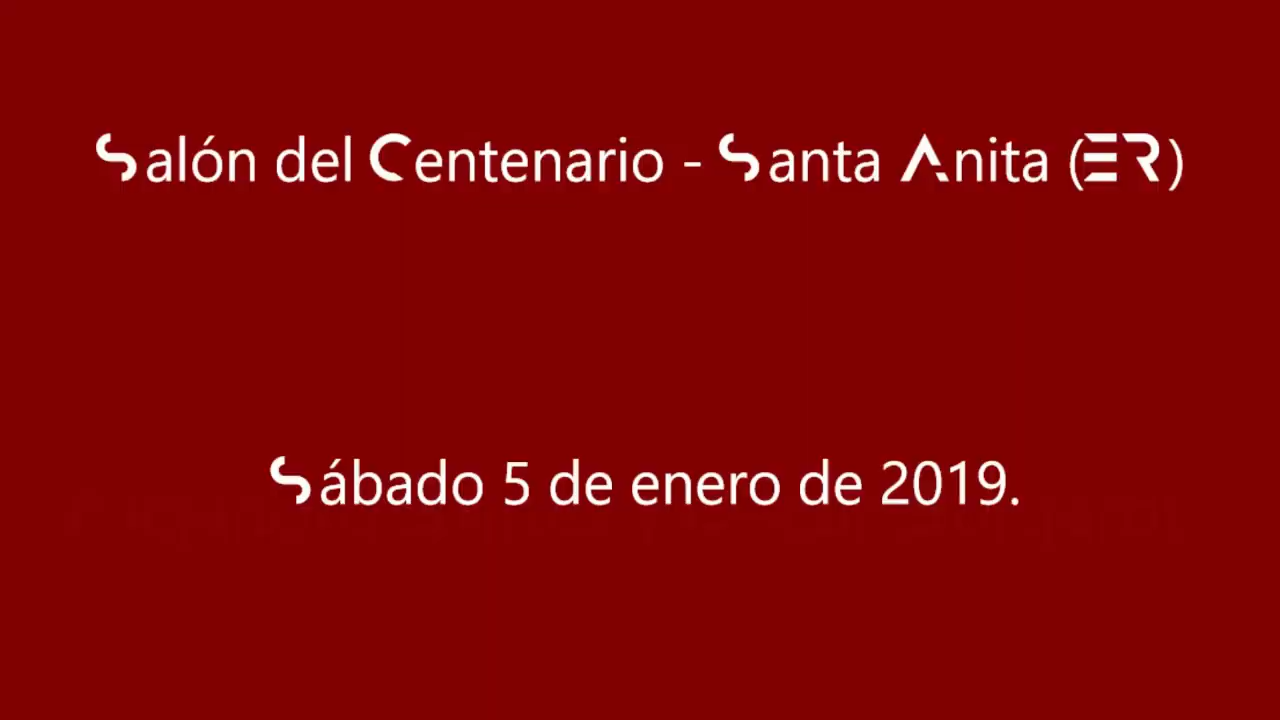 Salón del Centenario - Santa Anita (ER)
Sábado 5 de enero de 2019.